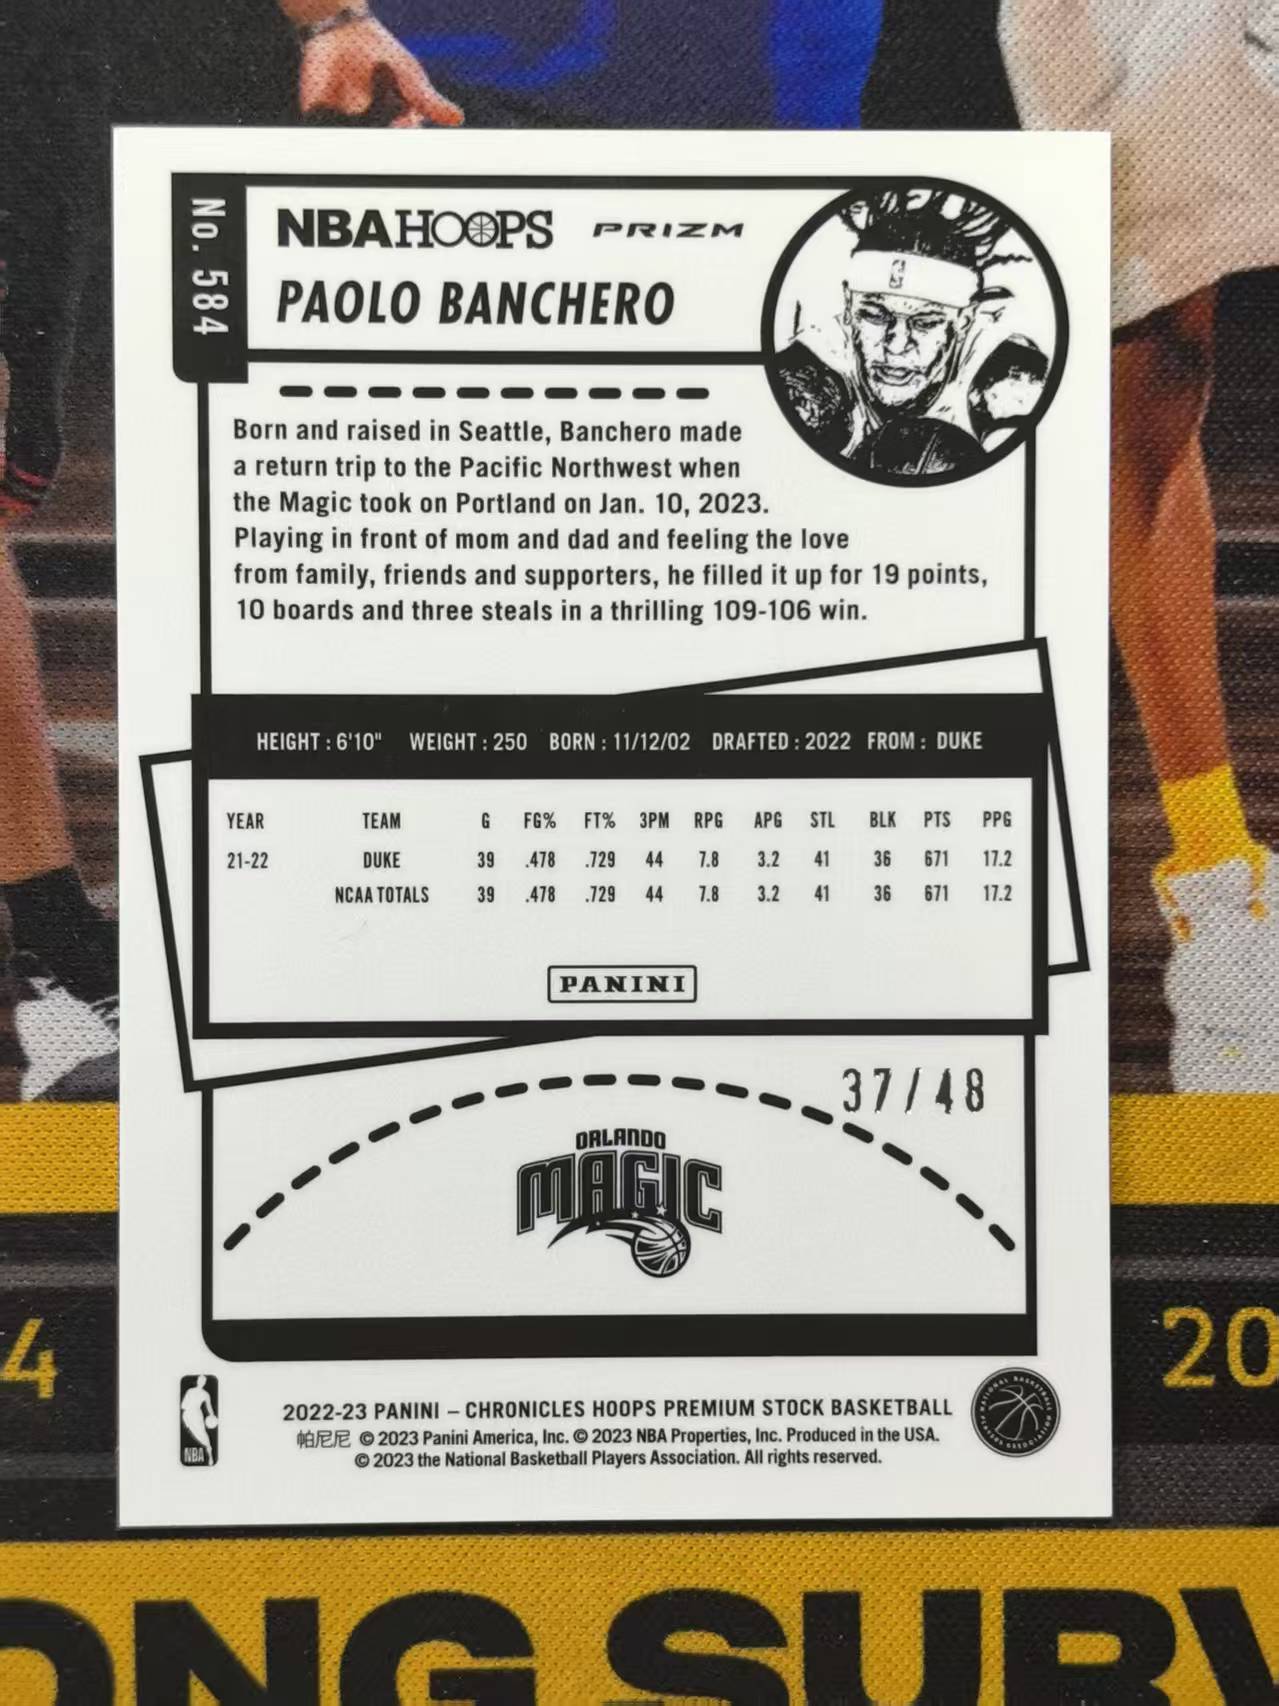 No. 584
NBA HOOPS PRIZM
PAOLO BANCHERO
Born and raised in Seattle, Banchero made
a return trip to the Pacific Northwest when
the Magic took on Portland on Jan. 10, 2023.
Playing in front of mom and dad and feeling the love
from family, friends and supporters, he filled it up for 19 points,
10 boards and three steals in a thrilling 109-106 win.
HEIGHT : 6'10" WEIGHT : 250 BORN : 11/12/02 DRAFTED : 2022 FROM : DUKE
YEAR TEAM G FG% FT% 3PM RPG APG STL BLK PTS PPG
21-22 DUKE 39 .478 .729 44 7.8 3.2 41 36 671 17.2
NCAA TOTALS 39 .478 .729 44 7.8 3.2 41 36 671 17.2
PANINI
37/48
ORLANDO
MAGIC
4
20
NBA
2022-23 PANINI – CHRONICLES HOOPS PREMIUM STOCK BASKETBALL
帕尼尼 © 2023 Panini America, Inc. © 2023 NBA Properties, Inc. Produced in the USA.
© 2023 the National Basketball Players Association. All rights reserved.
NATIONAL BASKETBALL PLAYERS ASSOCIATION
ONG SURV